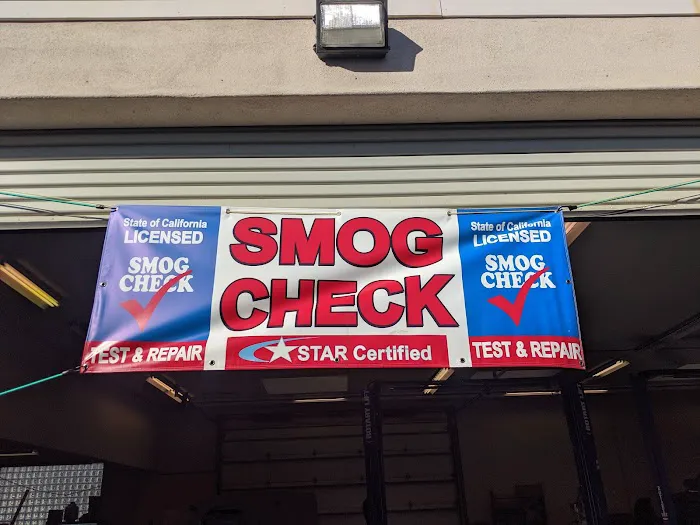 State of California
LICENSED
SMOG
CHECK
TEST & REPAIR
SMOG
CHECK
STAR Certified
State of California
LICENSED
SMOG
CHECK
TEST & REPAIR
ROTARY